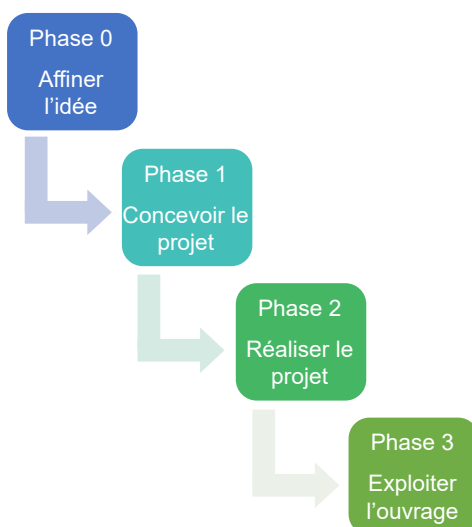 Phase 0
Affiner
l’idée
Phase 1
Concevoir le
projet
Phase 2
Réaliser le
projet
Phase 3
Exploiter
l’ouvrage